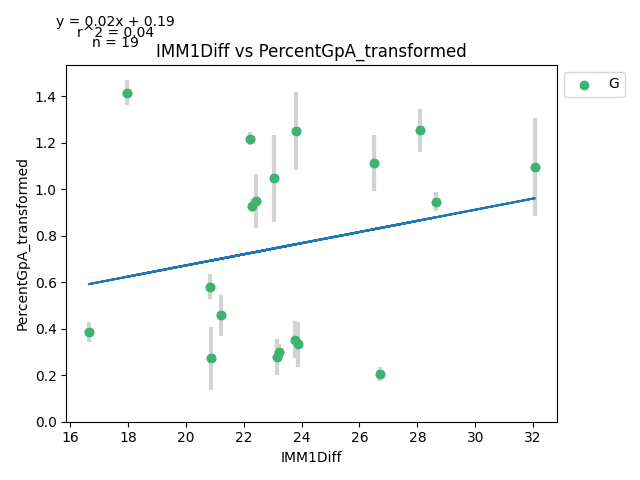 y = 0.02x + 0.19
r^2 = 0.04
n = 19
IMM1Diff vs PercentGpA_transformed
G
PercentGpA_transformed
1.4
1.2
1.0
0.8
0.6
0.4
0.2
0.0
16 18 20 22 24 26 28 30 32
IMM1Diff